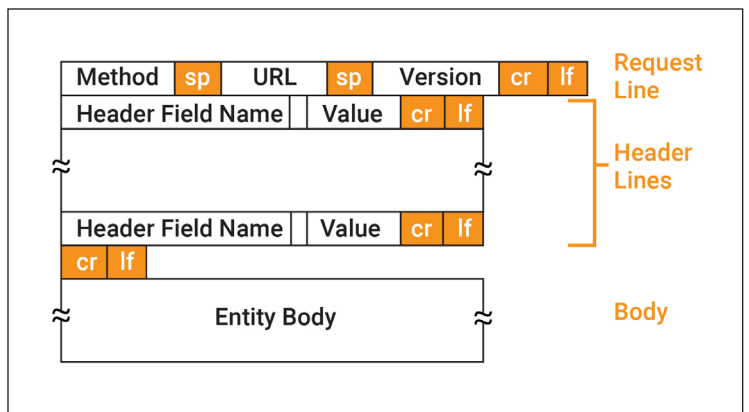 Method sp URL sp Version cr lf
Request
Line
Header Field Name Value cr lf
Header
Lines
Header Field Name Value cr lf
cr lf
Entity Body
Body